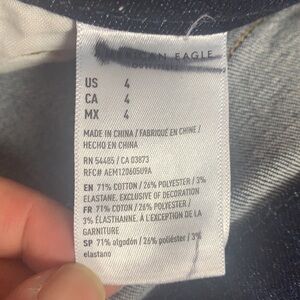 EAGLE
US 4
CA 4
MX 4
MADE IN CHINA / FABRIQUÉ EN CHINE /
HECHO EN CHINA
RN 54485 / CA 03873
RFC# AEM120605U9A
EN 71% COTTON / 26% POLYESTER / 3%
ELASTANE. EXCLUSIVE OF DECORATION
FR 71% COTON / 26% POLYESTER /
3% ÉLASTHANNE. À L'EXCEPTION DE LA
GARNITURE
SP 71% algodón / 26% poliéster / 3%
elastano